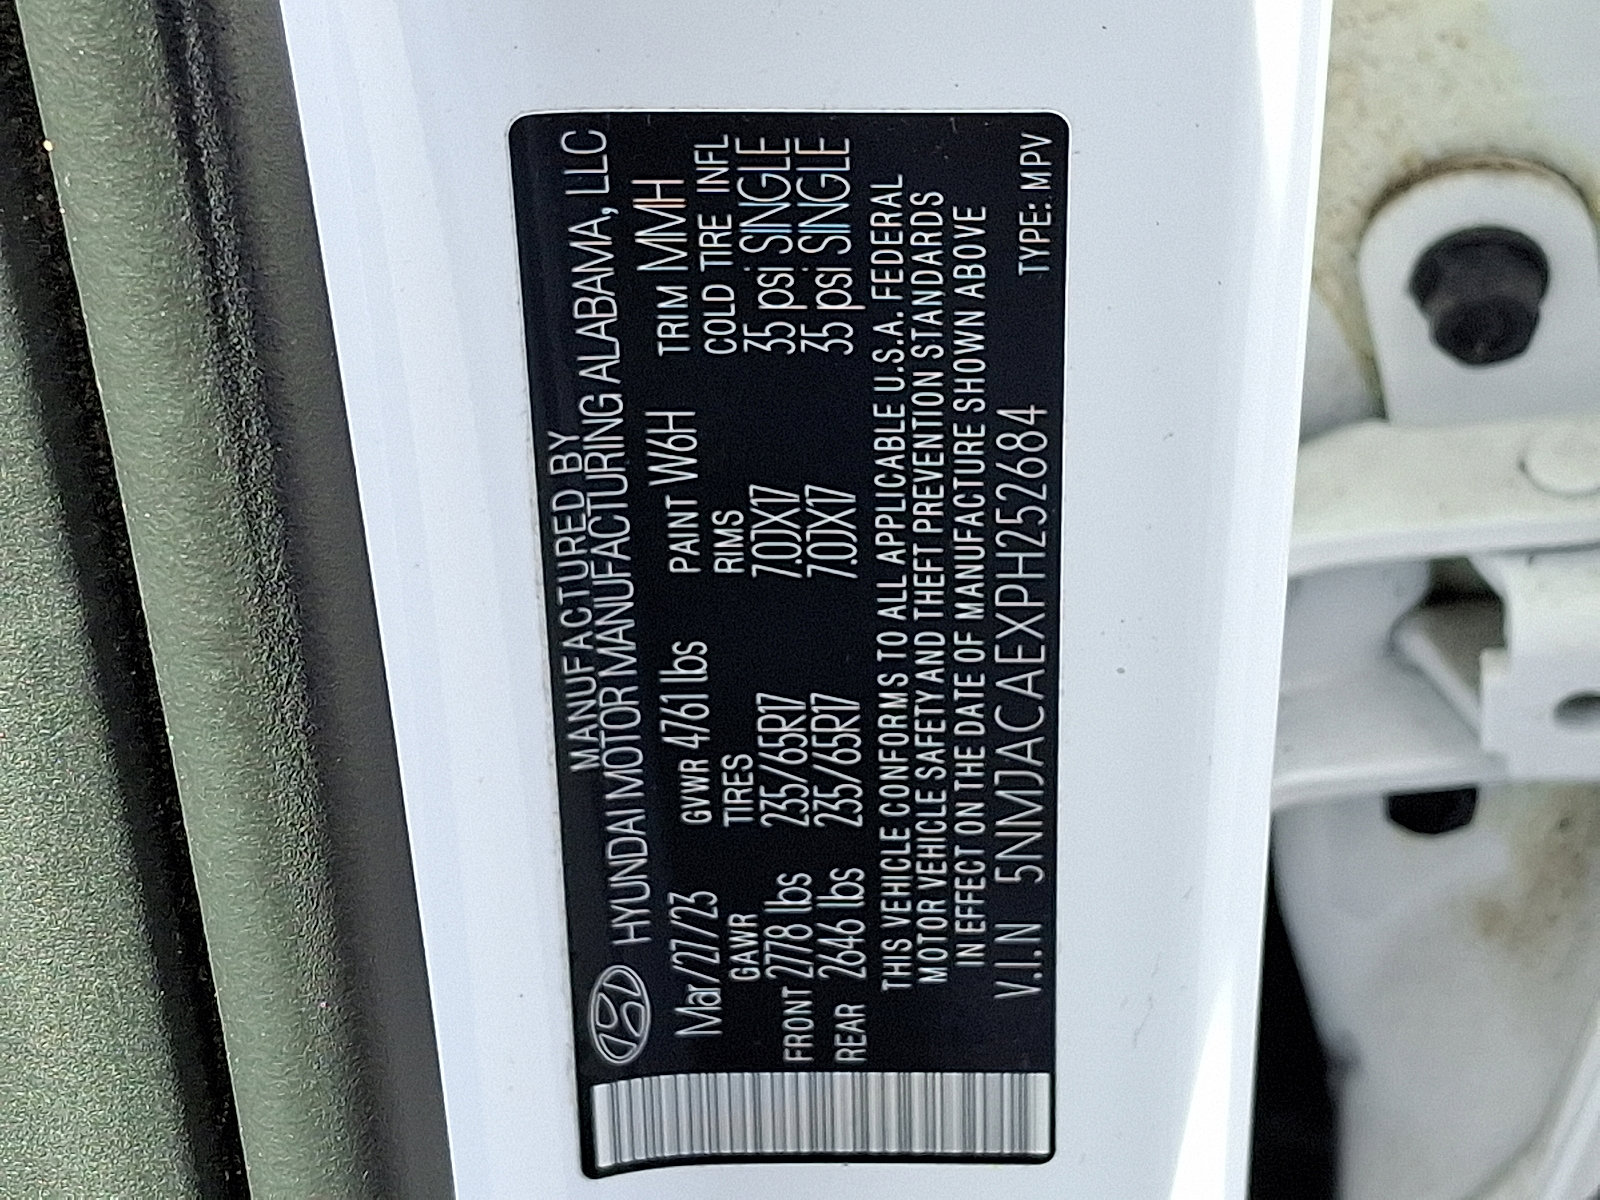 MANUFACTURED BY
HYUNDAI MOTOR MANUFACTURING ALABAMA, LLC
Mar/27/23 GVWR 4761 lbs PAINT W6H TRIM MMH
GAWR TIRES RIMS COLD TIRE INFL
FRONT 2778 lbs 235/65R17 7.0JX17 35 psi SINGLE
REAR 2646 lbs 235/65R17 7.0JX17 35 psi SINGLE
THIS VEHICLE CONFORMS TO ALL APPLICABLE U.S.A. FEDERAL
MOTOR VEHICLE SAFETY AND THEFT PREVENTION STANDARDS
IN EFFECT ON THE DATE OF MANUFACTURE SHOWN ABOVE
V.I.N 5NMJACAEXPH252684 TYPE: MPV